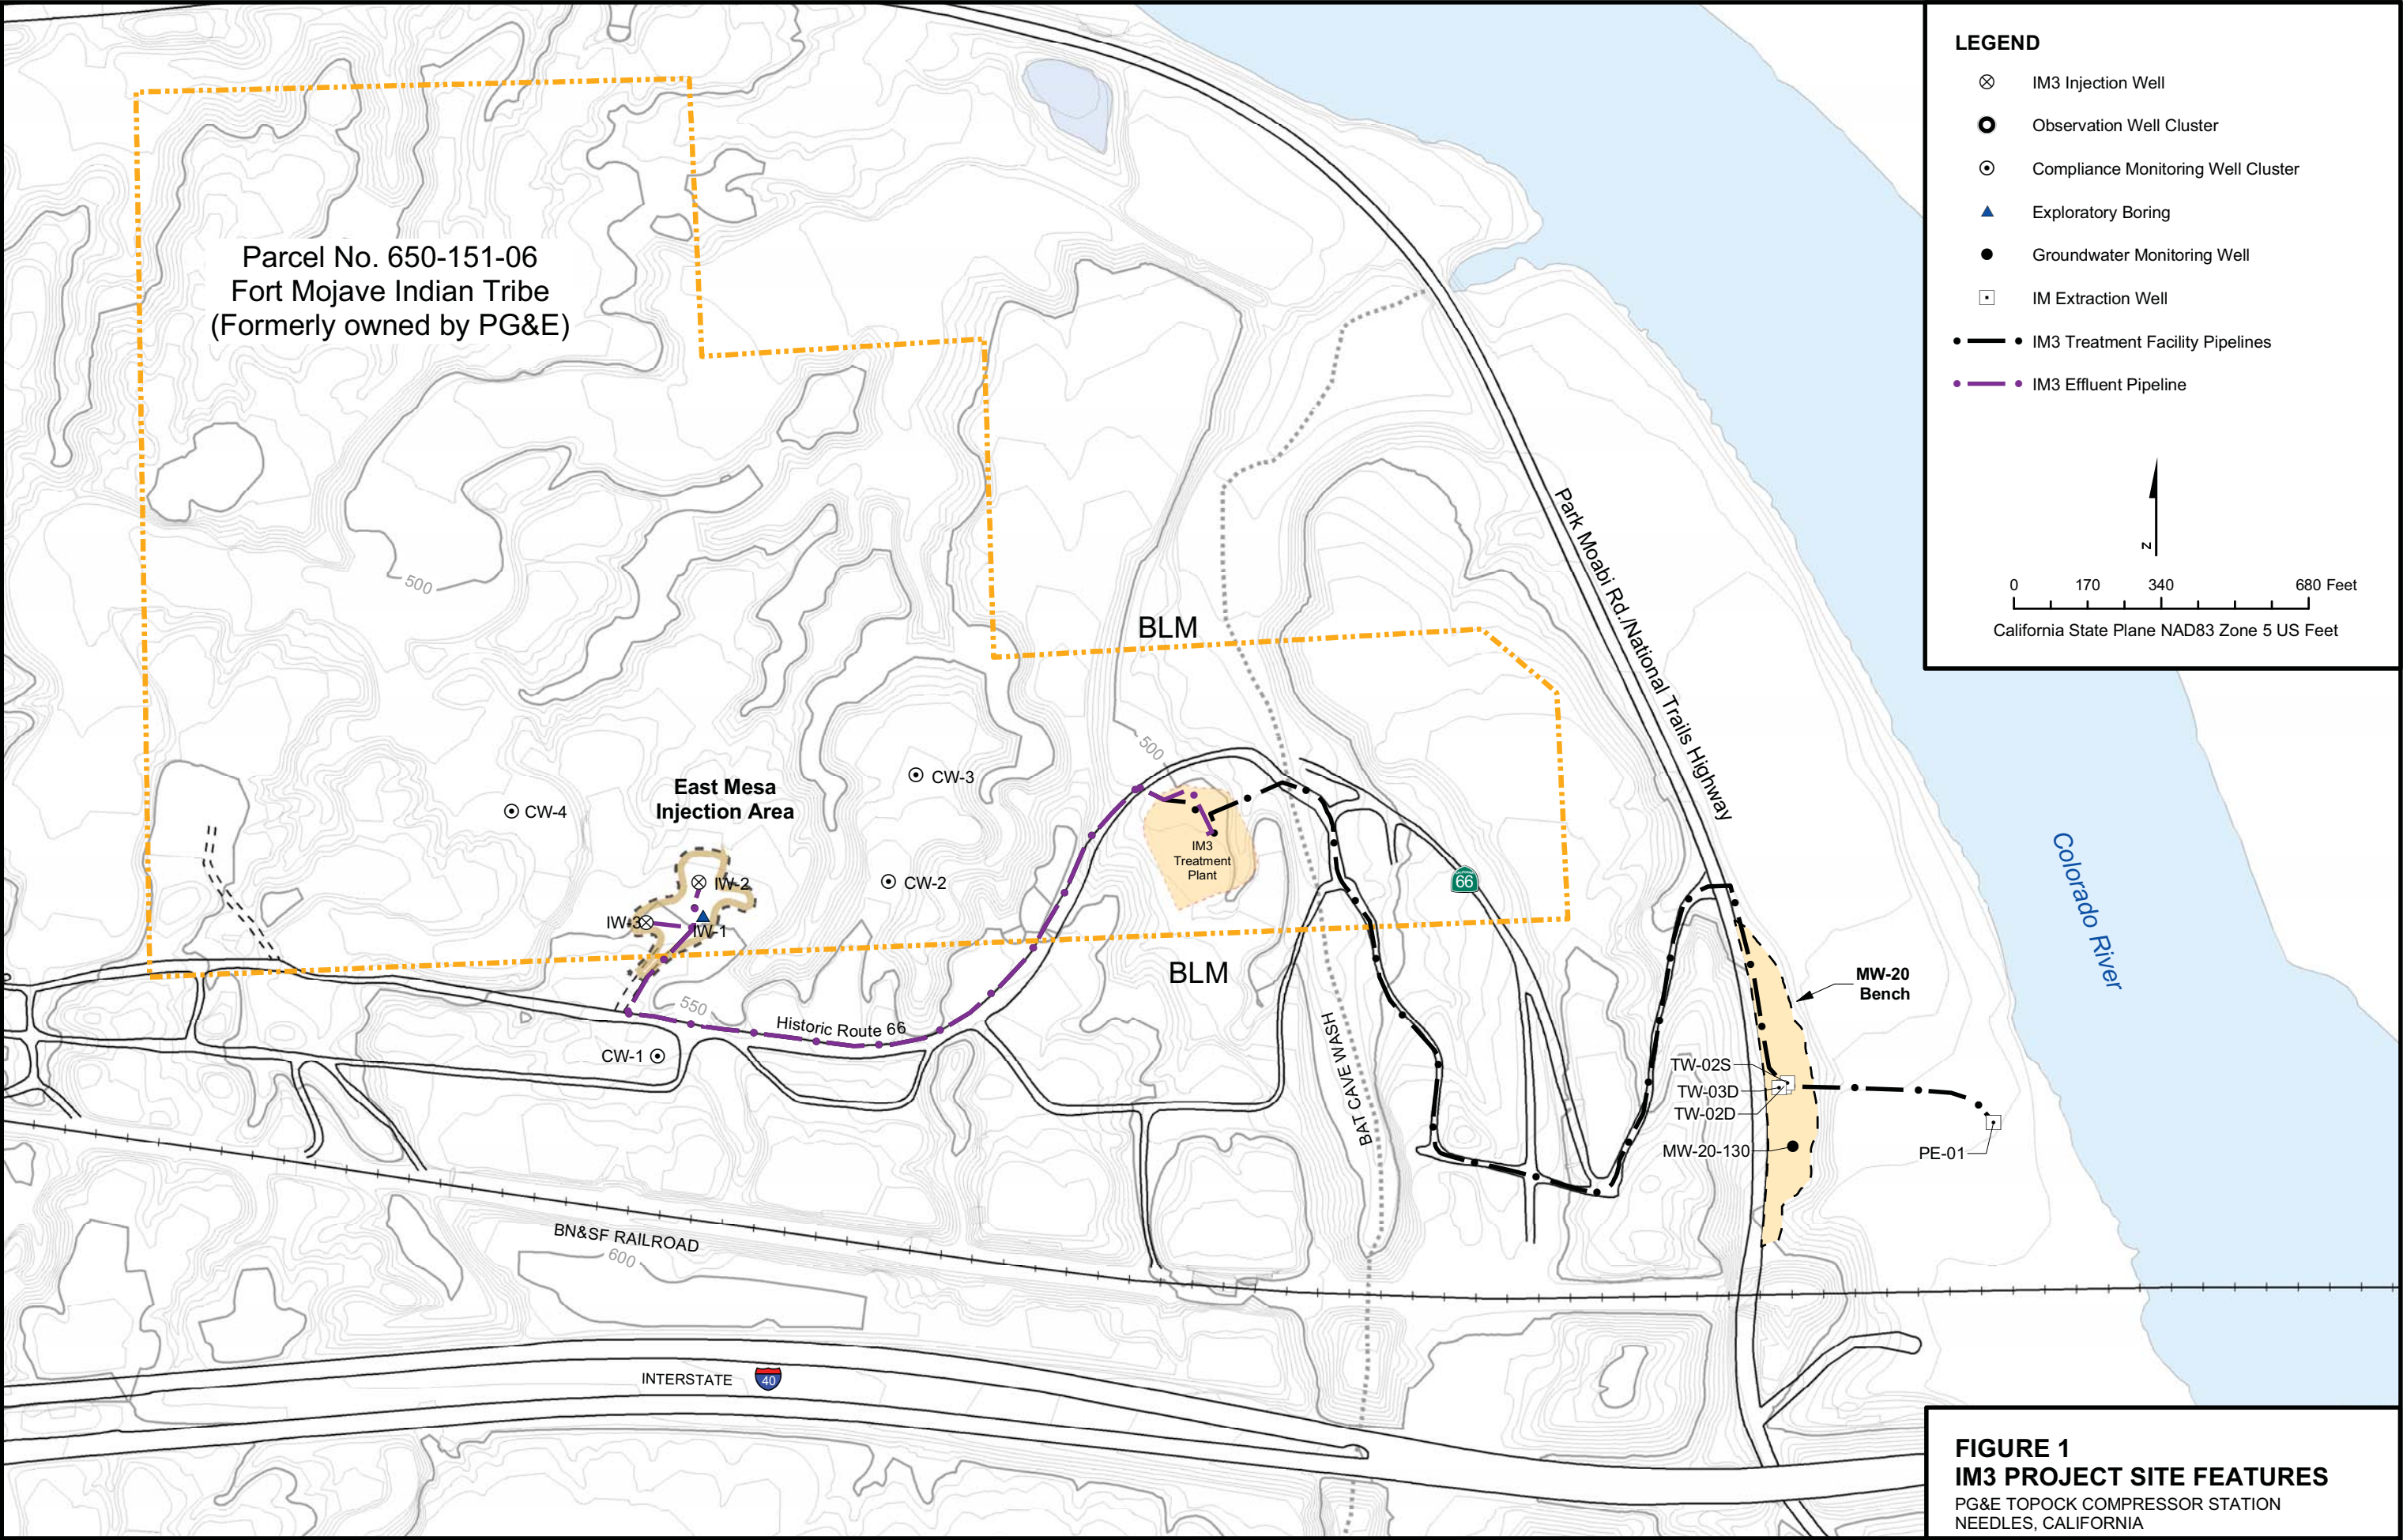 Parcel No. 650-151-06
Fort Mojave Indian Tribe
(Formerly owned by PG&E)
500
BLM
Park Moabi Rd./National Trails Highway
500
CW-3
East Mesa
Injection Area
CW-4
IM3
Treatment
Plant
66
IW-2
CW-2
IW-3
IW-1
BLM
550
Historic Route 66
CW-1
BAT CAVE WASH
MW-20
Bench
Colorado River
TW-02S
TW-03D
TW-02D
MW-20-130
PE-01
BN&SF RAILROAD
600
INTERSTATE 40
LEGEND
IM3 Injection Well
Observation Well Cluster
Compliance Monitoring Well Cluster
Exploratory Boring
Groundwater Monitoring Well
IM Extraction Well
IM3 Treatment Facility Pipelines
IM3 Effluent Pipeline
N
0 170 340 680 Feet
California State Plane NAD83 Zone 5 US Feet
FIGURE 1
IM3 PROJECT SITE FEATURES
PG&E TOPOCK COMPRESSOR STATION
NEEDLES, CALIFORNIA